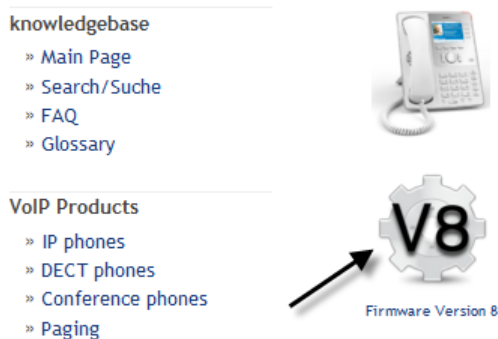 knowledgebase
» Main Page
» Search/Suche
» FAQ
» Glossary
VoIP Products
» IP phones
» DECT phones
» Conference phones
» Paging
V8
Firmware Version 8